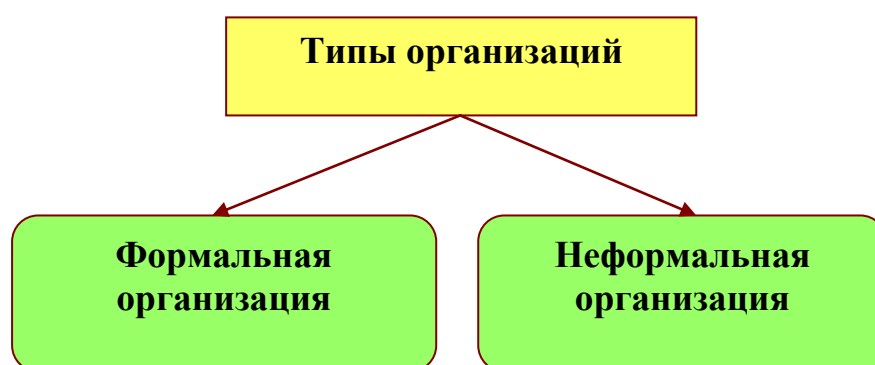 Типы организаций
Формальная
организация
Неформальная
организация